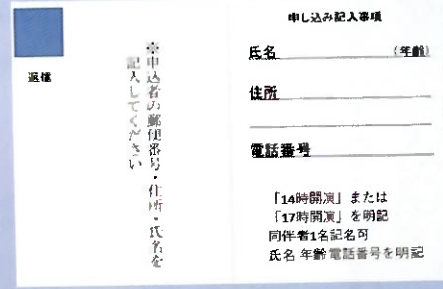 返信
※申込者の郵便番号・住所・氏名を
記入してください
申し込み記入事項
氏名 (年齢)
住所
電話番号
「14時開演」または
「17時開演」を明記
同伴者1名記名可
氏名 年齢 電話番号を明記